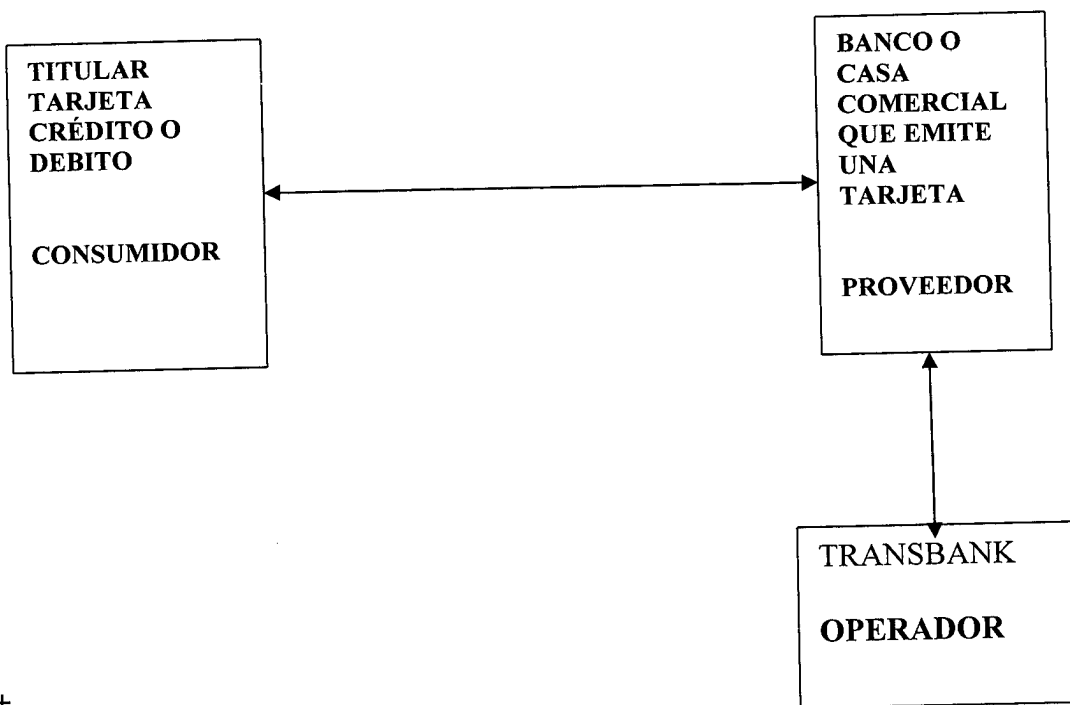 TITULAR
TARJETA
CRÉDITO O
DEBITO
CONSUMIDOR
BANCO O
CASA
COMERCIAL
QUE EMITE
UNA
TARJETA
PROVEEDOR
TRANSBANK
OPERADOR